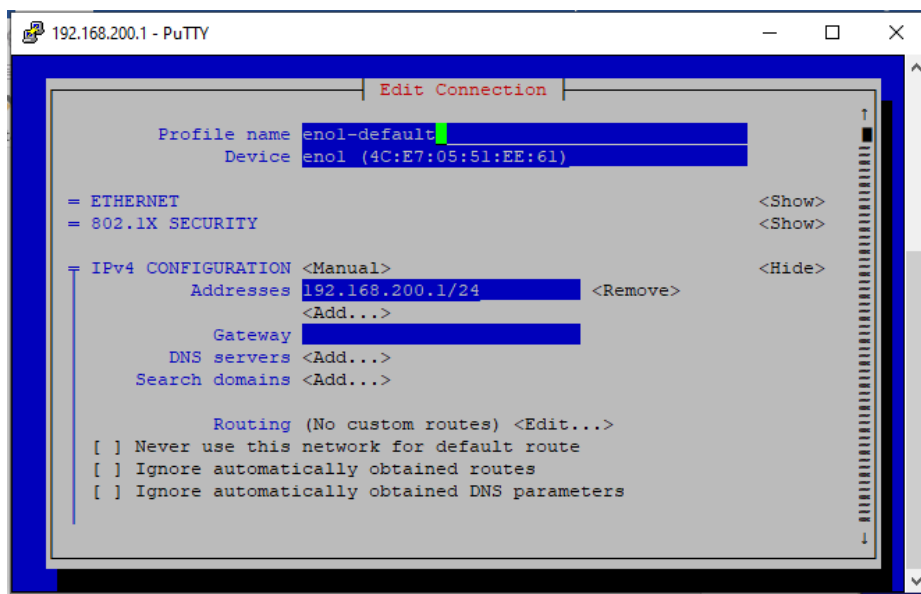 192.168.200.1 - PuTTY
Edit Connection
Profile name eno1-default
Device eno1 (4C:E7:05:51:EE:61)
= ETHERNET <Show>
= 802.1X SECURITY <Show>
= IPv4 CONFIGURATION <Manual> <Hide>
Addresses 192.168.200.1/24 <Remove>
<Add...>
Gateway
DNS servers <Add...>
Search domains <Add...>
Routing (No custom routes) <Edit...>
[ ] Never use this network for default route
[ ] Ignore automatically obtained routes
[ ] Ignore automatically obtained DNS parameters